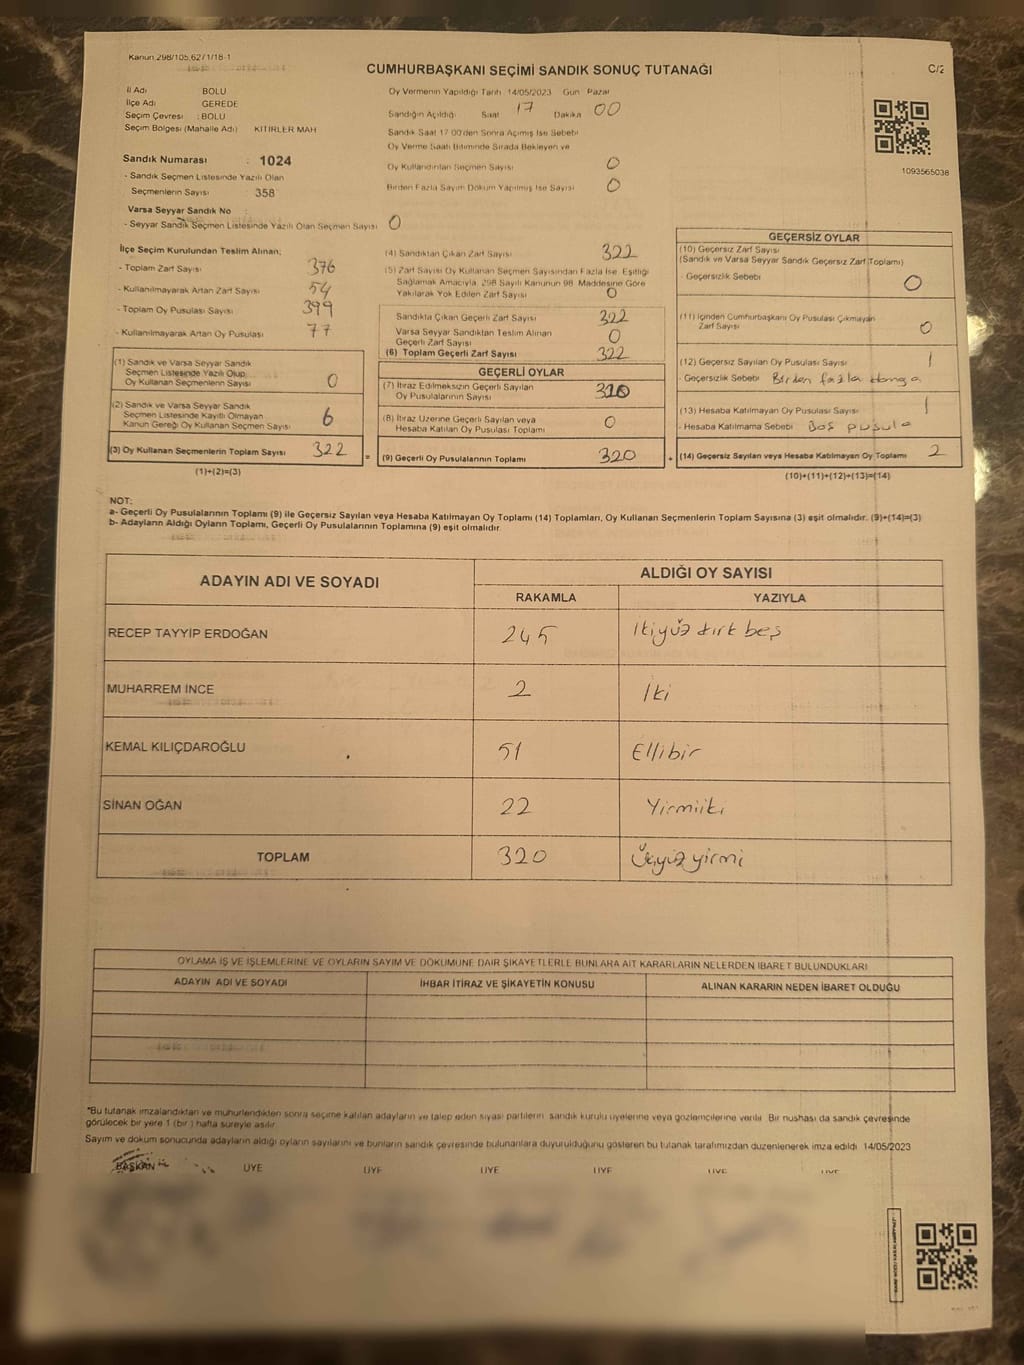 Kanun 298/105,6271/18-1
CUMHURBAŞKANI SEÇİMİ SANDIK SONUÇ TUTANAĞI
C/2
İl Adı BOLU
İlçe Adı GEREDE
Seçim Çevresi : BOLU
Seçim Bölgesi (Mahalle Adı) KİTİRLER MAH
Oy Vermenin Yapıldığı Tarih 14/05/2023 Gün Pazar
Sandığın Açıldığı Saat 17 Dakika 00
Sandık Saat 17 00'den Sonra Açılmış İse Sebebi
Oy Verme Saati Bitiminde Sırada Bekleyen ve
Oy Kullandırılan Seçmen Sayısı 0
Birden Fazla Sayım Döküm Yapılmış İse Sayısı 0
1093565038
Sandık Numarası : 1024
- Sandık Seçmen Listesinde Yazılı Olan
Seçmenlerin Sayısı 358
Varsa Seyyar Sandık No
- Seyyar Sandık Seçmen Listesinde Yazılı Olan Seçmen Sayısı 0
İlçe Seçim Kurulundan Teslim Alınan;
- Toplam Zarf Sayısı 376
- Kullanılmayarak Artan Zarf Sayısı 54
- Toplam Oy Pusulası Sayısı 399
- Kullanılmayarak Artan Oy Pusulası 77
(1) Sandık ve Varsa Seyyar Sandık
Seçmen Listesinde Yazılı Olup
Oy Kullanan Seçmenlerin Sayısı 0
(2) Sandık ve Varsa Seyyar Sandık
Seçmen Listesinde Kayıtlı Olmayan
Kanun Gereği Oy Kullanan Seçmen Sayısı 6
(3) Oy Kullanan Seçmenlerin Toplam Sayısı 322
(1)+(2)=(3)
(4) Sandıktan Çıkan Zarf Sayısı 322
(5) Zarf Sayısı Oy Kullanan Seçmen Sayısından Fazla İse, Eşitliği
Sağlamak Amacıyla, 298 Sayılı Kanunun 98. Maddesine Göre
Yakılarak Yok Edilen Zarf Sayısı 0
Sandıkta Çıkan Geçerli Zarf Sayısı 322
Varsa Seyyar Sandıktan Teslim Alınan
Geçerli Zarf Sayısı 0
(6) Toplam Geçerli Zarf Sayısı 322
GEÇERLİ OYLAR
(7) İtiraz Edilmeksizin Geçerli Sayılan
Oy Pusulalarının Sayısı 320
(8) İtiraz Üzerine Geçerli Sayılan veya
Hesaba Katılan Oy Pusulası Toplamı 0
= (9) Geçerli Oy Pusulalarının Toplamı 320 +
GEÇERSİZ OYLAR
(10) Geçersiz Zarf Sayısı
(Sandık ve Varsa Seyyar Sandık Geçersiz Zarf Toplamı)
- Geçersizlik Sebebi 0
(11) İçinden Cumhurbaşkanı Oy Pusulası Çıkmayan
Zarf Sayısı 0
(12) Geçersiz Sayılan Oy Pusulası Sayısı 1
- Geçersizlik Sebebi Birden fazla damga
(13) Hesaba Katılmayan Oy Pusulası Sayısı 1
- Hesaba Katılmama Sebebi Boş pusula
(14) Geçersiz Sayılan veya Hesaba Katılmayan Oy Toplamı 2
(10)+(11)+(12)+(13)=(14)
NOT:
a- Geçerli Oy Pusulalarının Toplamı (9) ile Geçersiz Sayılan veya Hesaba Katılmayan Oy Toplamı (14) Toplamları, Oy Kullanan Seçmenlerin Toplam Sayısına (3) eşit olmalıdır. (9)+(14)=(3)
b- Adayların Aldığı Oyların Toplamı, Geçerli Oy Pusulalarının Toplamına (9) eşit olmalıdır.
ADAYIN ADI VE SOYADI
ALDIĞI OY SAYISI
RAKAMLA YAZIYLA
RECEP TAYYİP ERDOĞAN 245 İkiyüz kırk beş
MUHARREM İNCE 2 İki
KEMAL KILIÇDAROĞLU 51 Ellibir
SİNAN OĞAN 22 Yirmiiki
TOPLAM 320 Üçyüz yirmi
OYLAMA İŞ VE İŞLEMLERİNE VE OYLARIN SAYIM VE DÖKÜMÜNE DAİR ŞİKAYETLERLE BUNLARA AİT KARARLARIN NELERDEN İBARET BULUNDUKLARI
ADAYIN ADI VE SOYADI İHBAR İTİRAZ VE ŞİKAYETİN KONUSU ALINAN KARARIN NEDEN İBARET OLDUĞU
*Bu tutanak imzalandıktan ve mühürlendikten sonra seçime katılan adayların ve talep eden siyasi partilerin sandık kurulu üyelerine veya gözlemcilerine verilir. Bir nüshası da sandık çevresinde
görülecek bir yere 1 (bir ) hafta süreyle asılır.
Sayım ve döküm sonucunda adayların aldığı oyların sayılarını ve bunların sandık çevresinde bulunanlara duyurulduğunu gösteren bu tutanak tarafımızdan düzenlenerek imza edildi. 14/05/2023
BAŞKAN ÜYE ÜYE ÜYE ÜYE ÜYE ÜYE